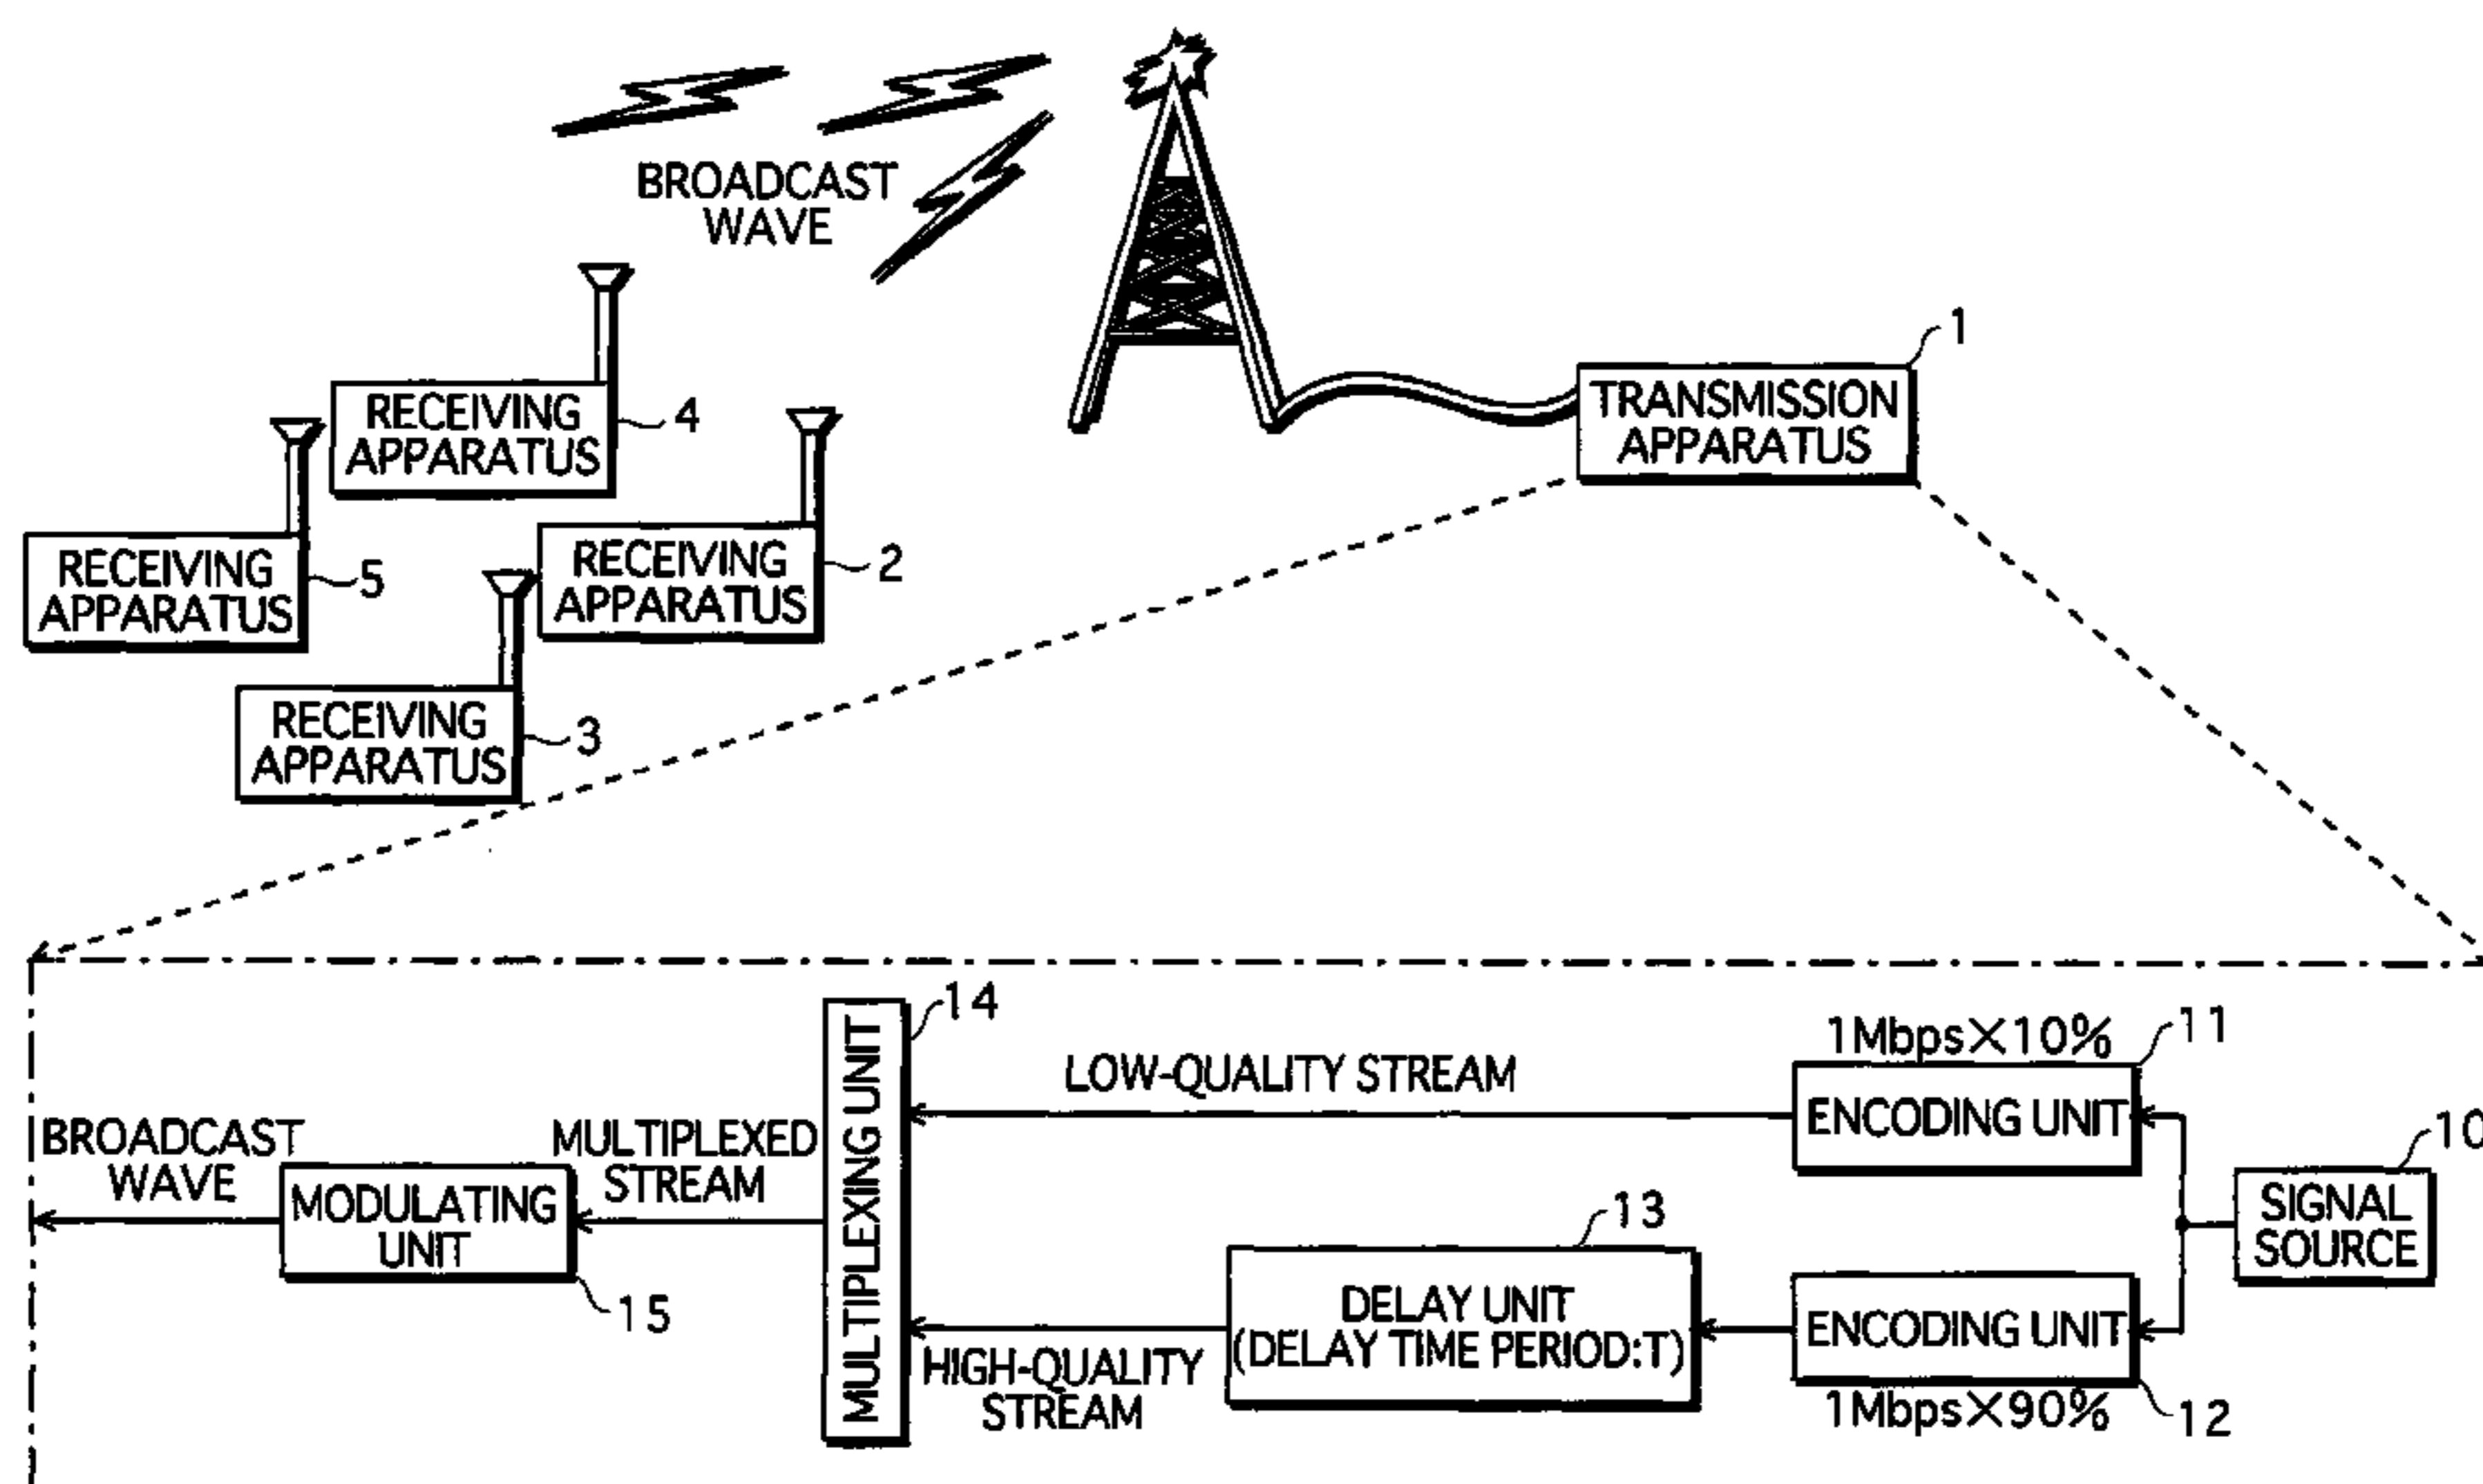 BROADCAST
WAVE
1
TRANSMISSION
APPARATUS
RECEIVING
APPARATUS
4
RECEIVING
APPARATUS
2
RECEIVING
APPARATUS
5
RECEIVING
APPARATUS
3
14
1Mbps×10%
11
LOW-QUALITY STREAM
ENCODING UNIT
10
SIGNAL
SOURCE
BROADCAST
WAVE
MODULATING
UNIT
15
MULTIPLEXED
STREAM
MULTIPLEXING UNIT
13
DELAY UNIT
(DELAY TIME PERIOD:T)
HIGH-QUALITY
STREAM
ENCODING UNIT
1Mbps×90%
12